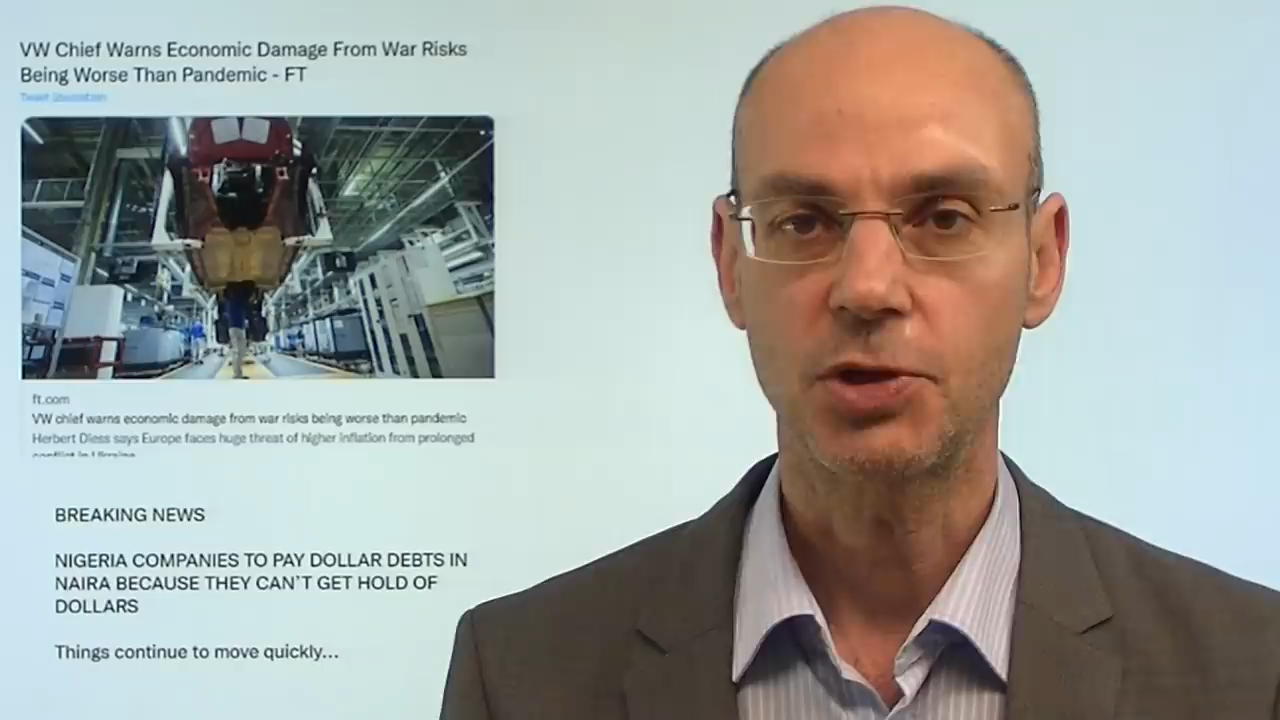 VW Chief Warns Economic Damage From War Risks
Being Worse Than Pandemic - FT
ft.com
VW chief warns economic damage from war risks being worse than pandemic
Herbert Diess says Europe faces huge threat of higher inflation from prolonged
conflict in Ukraine
BREAKING NEWS
NIGERIA COMPANIES TO PAY DOLLAR DEBTS IN
NAIRA BECAUSE THEY CAN'T GET HOLD OF
DOLLARS
Things continue to move quickly...